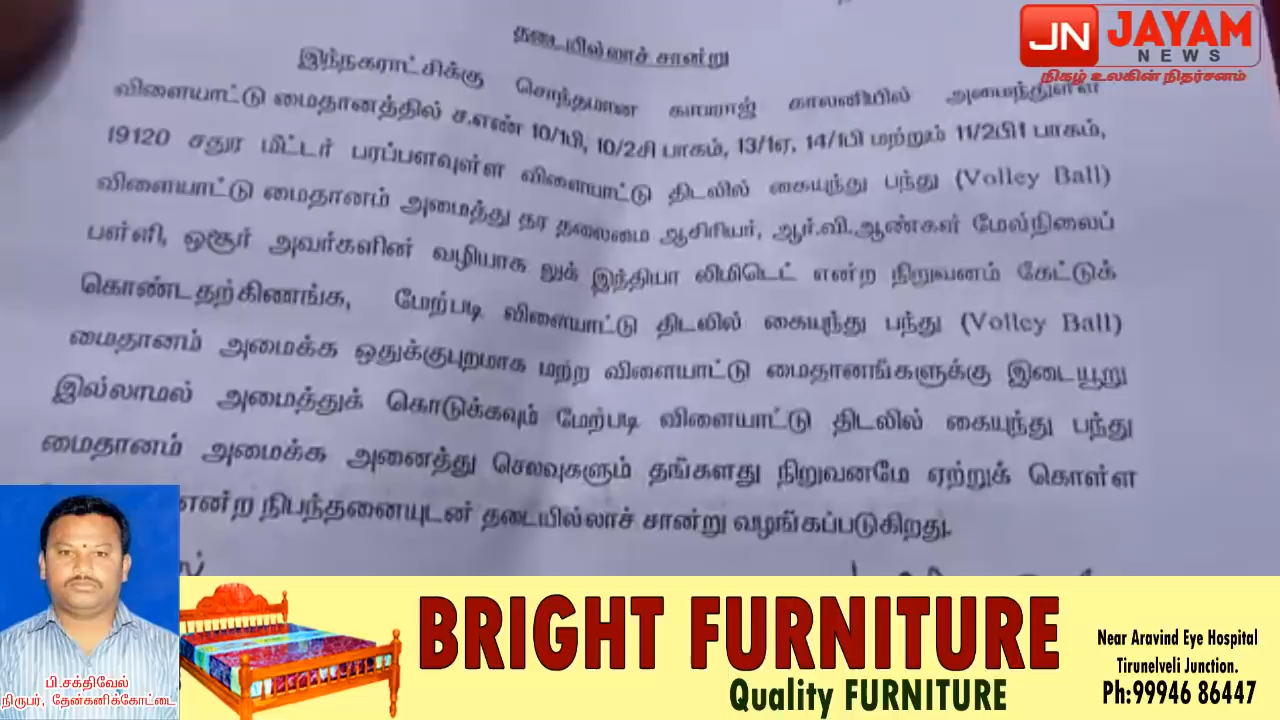 JN JAYAM
NEWS
நிகழ் உலகின் நிதர்சனம்
தடையில்லாச் சான்று
இந்நகராட்சிக்கு சொந்தமான காமராஜ் காலனியில் அமைந்துள்ள
விளையாட்டு மைதானத்தில் ச.எண் 10/1பி, 10/2சி பாகம், 13/1ஏ, 14/1பி மற்றும் 11/2பி1 பாகம்,
19120 சதுர மிட்டர் பரப்பளவுள்ள விளையாட்டு திடலில் கையுந்து பந்து (Volley Ball)
விளையாட்டு மைதானம் அமைத்து தர தலைமை ஆசிரியர், ஆர்.வி.ஆண்கள் மேல்நிலைப்
பள்ளி, ஒசூர் அவர்களின் வழியாக லுக் இந்தியா லிமிடெட் என்ற நிறுவனம் கேட்டுக்
கொண்டதற்கிணங்க, மேற்படி விளையாட்டு திடலில் கையுந்து பந்து (Volley Ball)
மைதானம் அமைக்க ஒதுக்குபுறமாக மற்ற விளையாட்டு மைதானங்களுக்கு இடையூறு
இல்லாமல் அமைத்துக் கொடுக்கவும் மேற்படி விளையாட்டு திடலில் கையுந்து பந்து
மைதானம் அமைக்க அனைத்து செலவுகளும் தங்களது நிறுவனமே ஏற்றுக் கொள்ள
என்ற நிபந்தனையுடன் தடையில்லாச் சான்று வழங்கப்படுகிறது.
பி.சக்திவேல்
நிருபர், தேன்கனிக்கோட்டை
BRIGHT FURNITURE
Quality FURNITURE
Near Aravind Eye Hospital
Tirunelveli Junction.
Ph:99946 86447